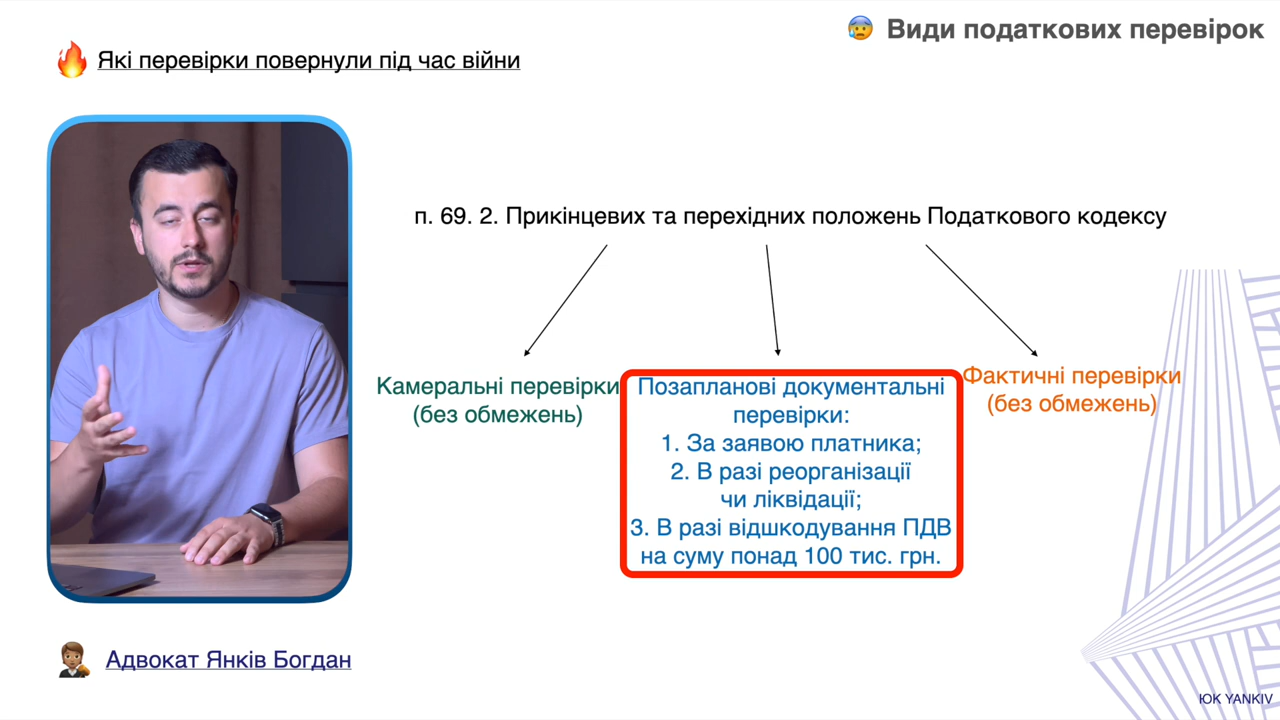 Види податкових перевірок
Які перевірки повернули під час війни
п. 69. 2. Прикінцевих та перехідних положень Податкового кодексу
Камеральні перевірки
(без обмежень)
Позапланові документальні
перевірки:
1. За заявою платника;
2. В разі реорганізації
чи ліквідації;
3. В разі відшкодування ПДВ
на суму понад 100 тис. грн.
Фактичні перевірки
(без обмежень)
Адвокат Янків Богдан
ЮК YANKIV